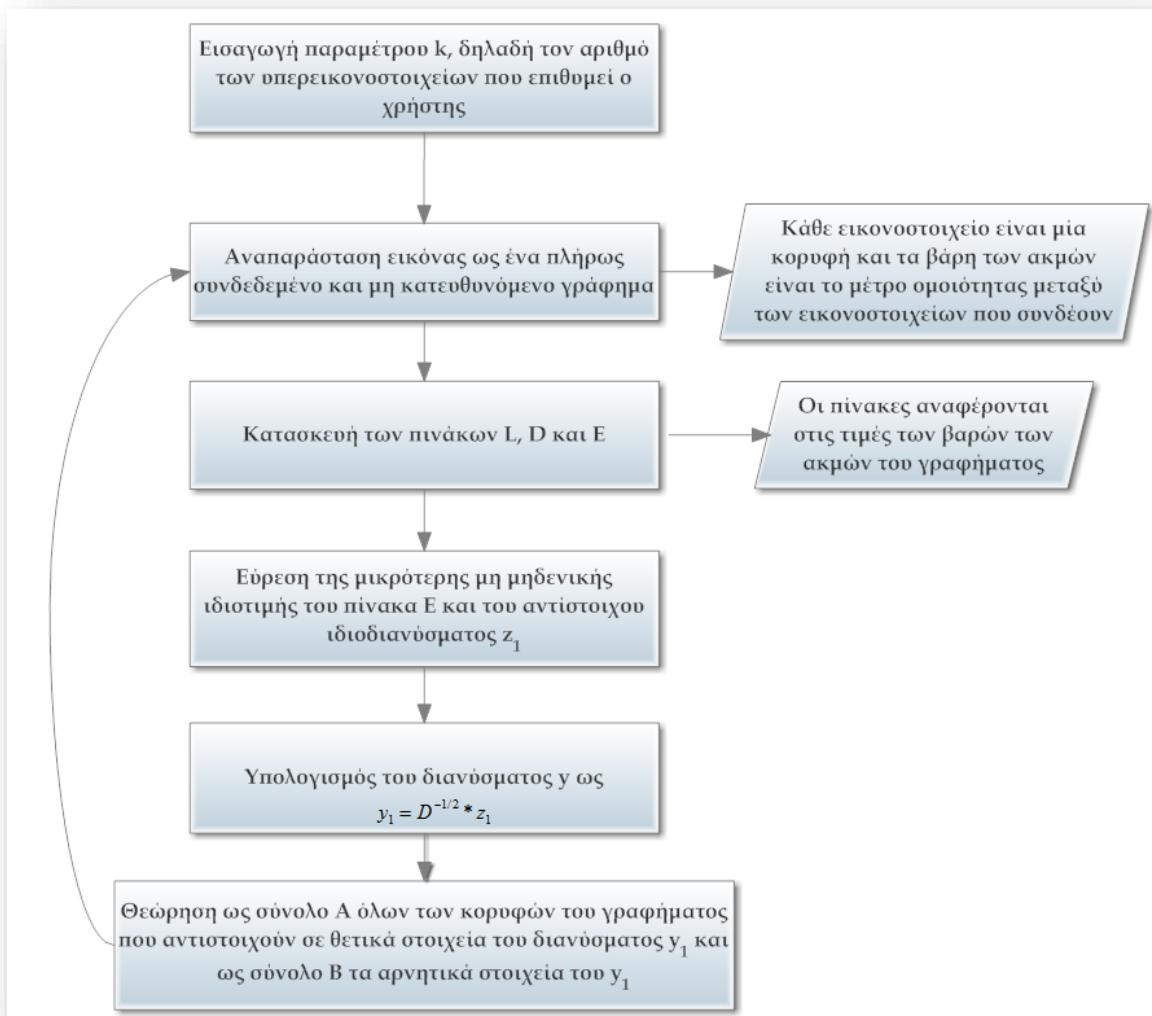 Εισαγωγή παραμέτρου k, δηλαδή τον αριθμό
των υπερεικονοστοιχείων που επιθυμεί ο
χρήστης
Αναπαράσταση εικόνας ως ένα πλήρως
συνδεδεμένο και μη κατευθυνόμενο γράφημα
Κάθε εικονοστοιχείο είναι μία
κορυφή και τα βάρη των ακμών
είναι το μέτρο ομοιότητας μεταξύ
των εικονοστοιχείων που συνδέουν
Κατασκευή των πινάκων L, D και E
Οι πίνακες αναφέρονται
στις τιμές των βαρών των
ακμών του γραφήματος
Εύρεση της μικρότερης μη μηδενικής
ιδιοτιμής του πίνακα E και του αντίστοιχου
ιδιοδιανύσματος z₁
Υπολογισμός του διανύσματος y ως
y₁ = D⁻¹ᐟ² * z₁
Θεώρηση ως σύνολο A όλων των κορυφών του γραφήματος
που αντιστοιχούν σε θετικά στοιχεία του διανύσματος y₁ και
ως σύνολο B τα αρνητικά στοιχεία του y₁